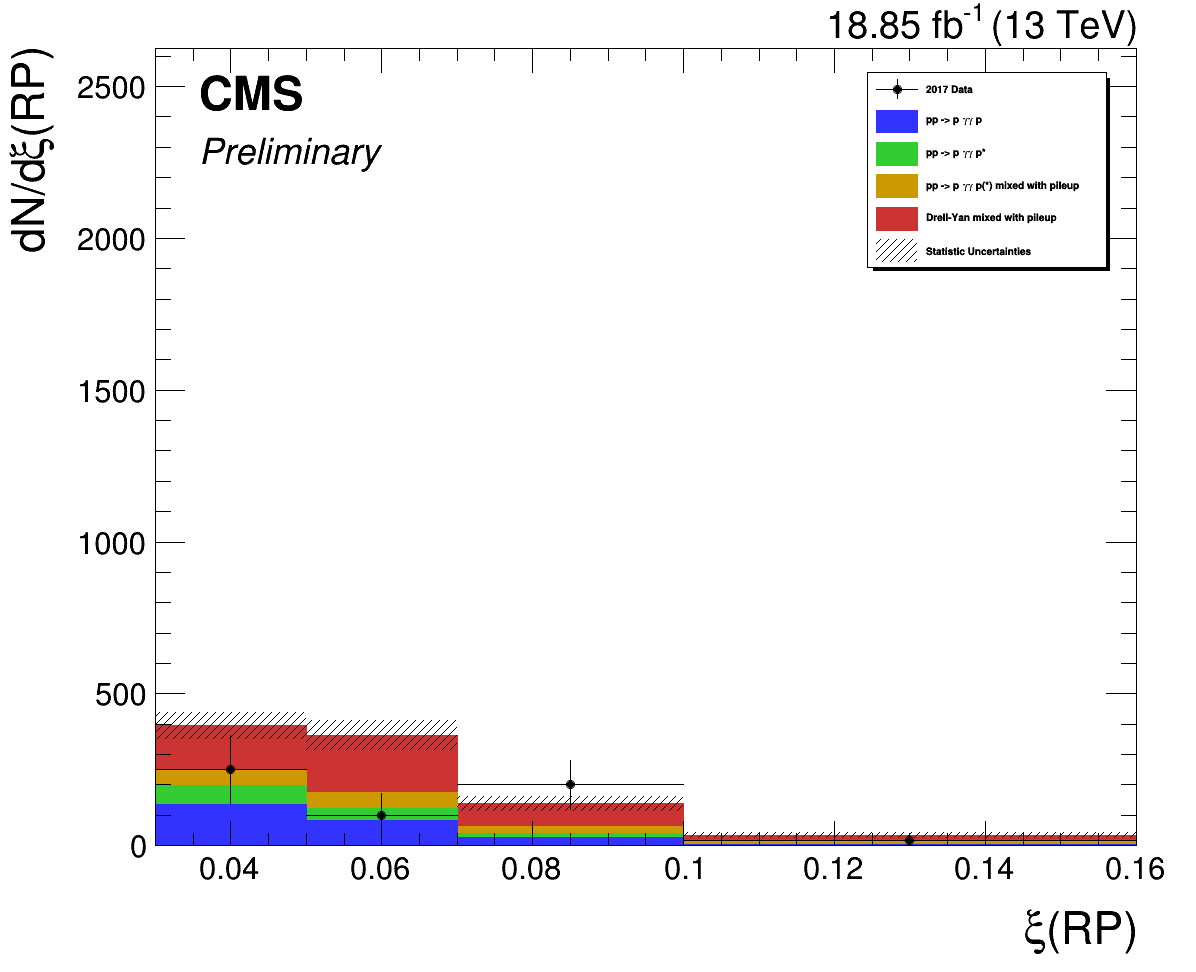 18.85 fb⁻¹ (13 TeV)
dN/dξ(RP)
CMS
Preliminary
2017 Data
pp -> p γγ p
pp -> p γγ p*
pp -> p γγ p(*) mixed with pileup
Drell-Yan mixed with pileup
Statistic Uncertainties
2500
2000
1500
1000
500
0
0.04 0.06 0.08 0.1 0.12 0.14 0.16
ξ(RP)